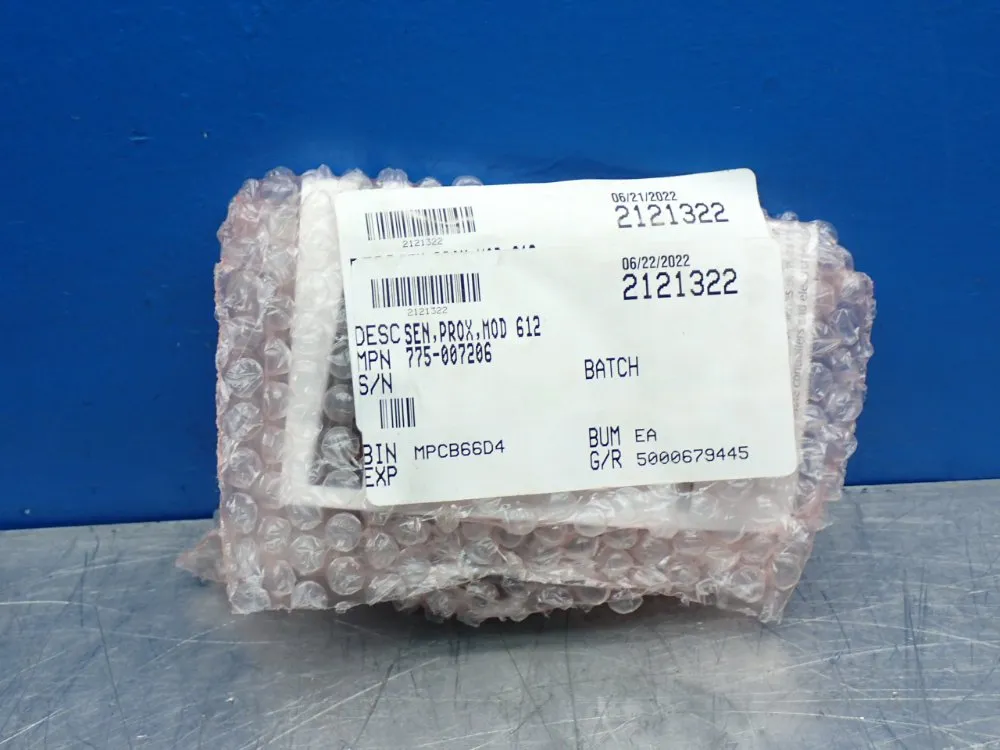 06/21/2022
2121322
2121322
06/22/2022
2121322
2121322
DESC SEN,PROX,MOD 612
MPN 775-007206
S/N
BATCH
BIN MPCB66D4
BUM EA
EXP
G/R 5000679445